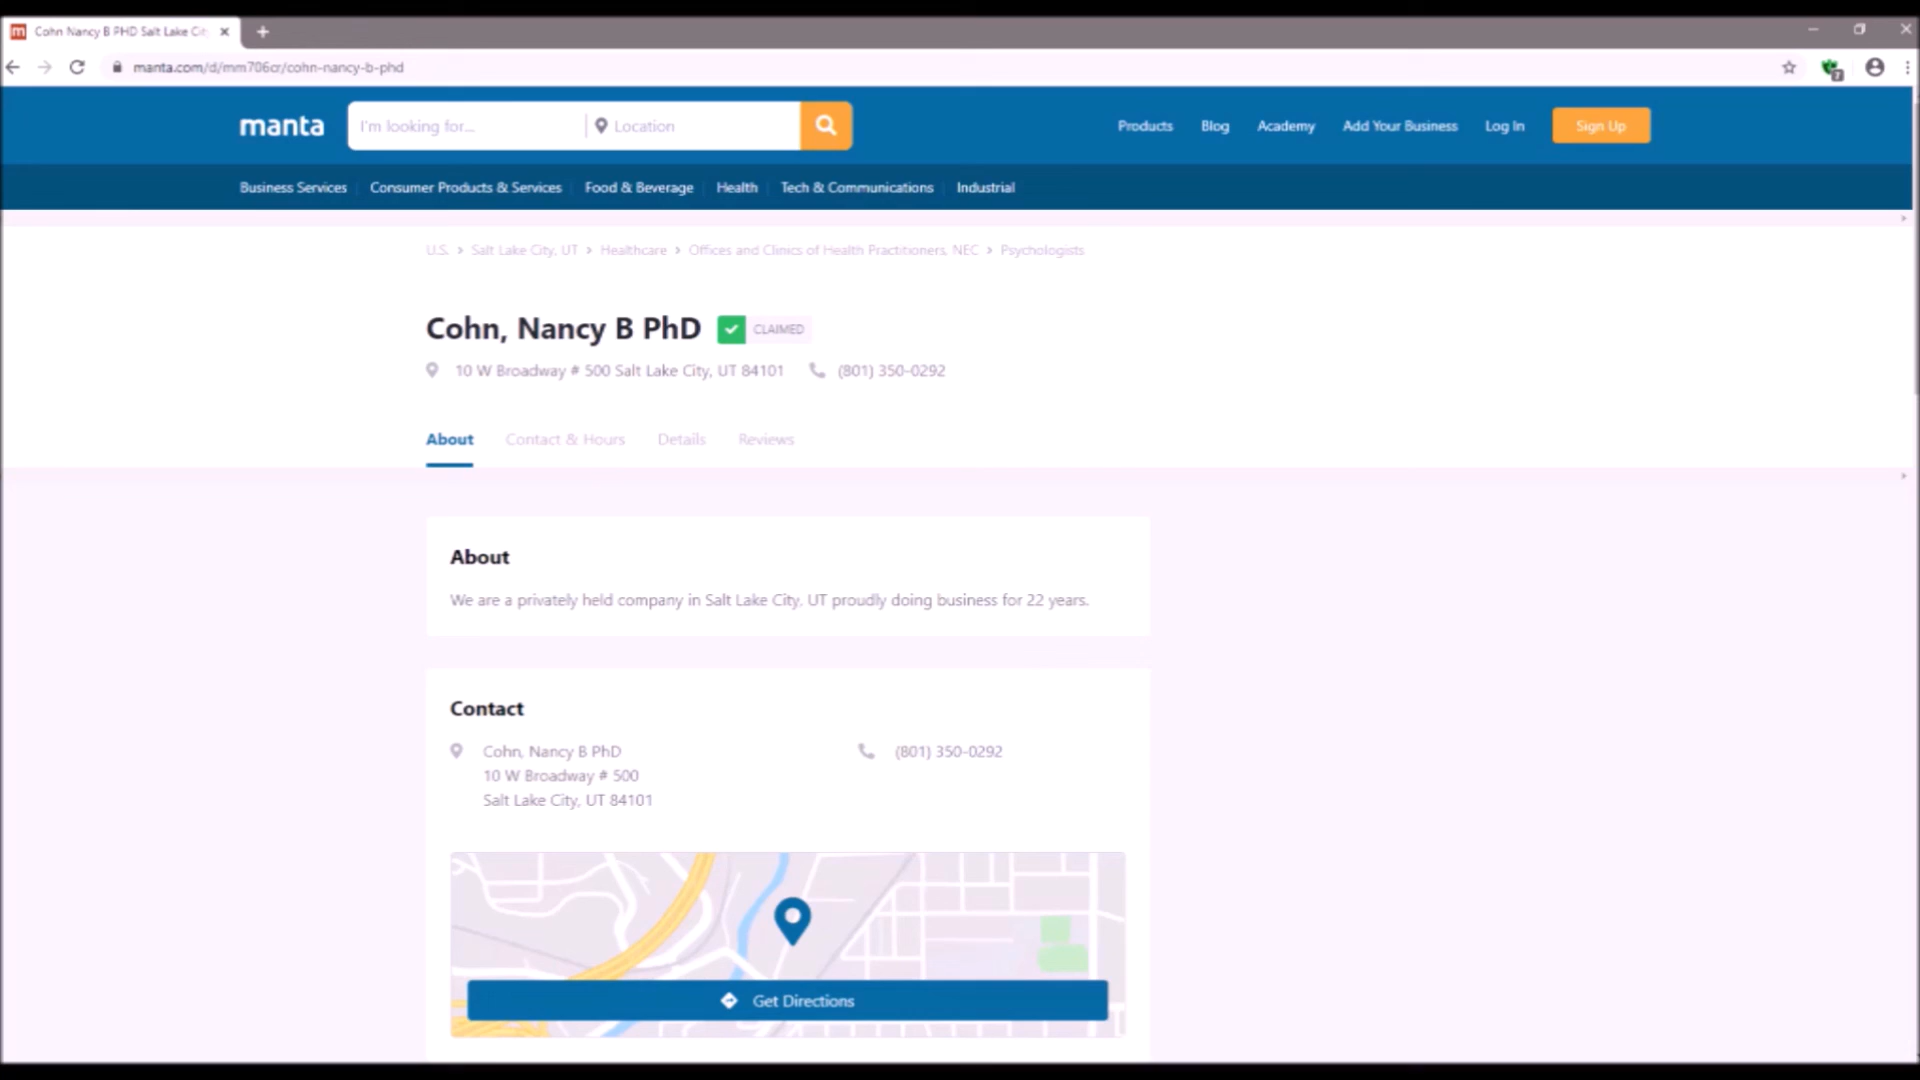 Cohn Nancy B PHD Salt Lake Cit
manta.com/d/mm706cr/cohn-nancy-b-phd
7
manta
I'm looking for...
Location
Products
Blog
Academy
Add Your Business
Log In
Sign Up
Business Services
Consumer Products & Services
Food & Beverage
Health
Tech & Communications
Industrial
U.S. > Salt Lake City, UT > Healthcare > Offices and Clinics of Health Practitioners, NEC > Psychologists
Cohn, Nancy B PhD
CLAIMED
10 W Broadway # 500 Salt Lake City, UT 84101
(801) 350-0292
About
Contact & Hours
Details
Reviews
About
We are a privately held company in Salt Lake City, UT proudly doing business for 22 years.
Contact
Cohn, Nancy B PhD
10 W Broadway # 500
Salt Lake City, UT 84101
(801) 350-0292
Get Directions